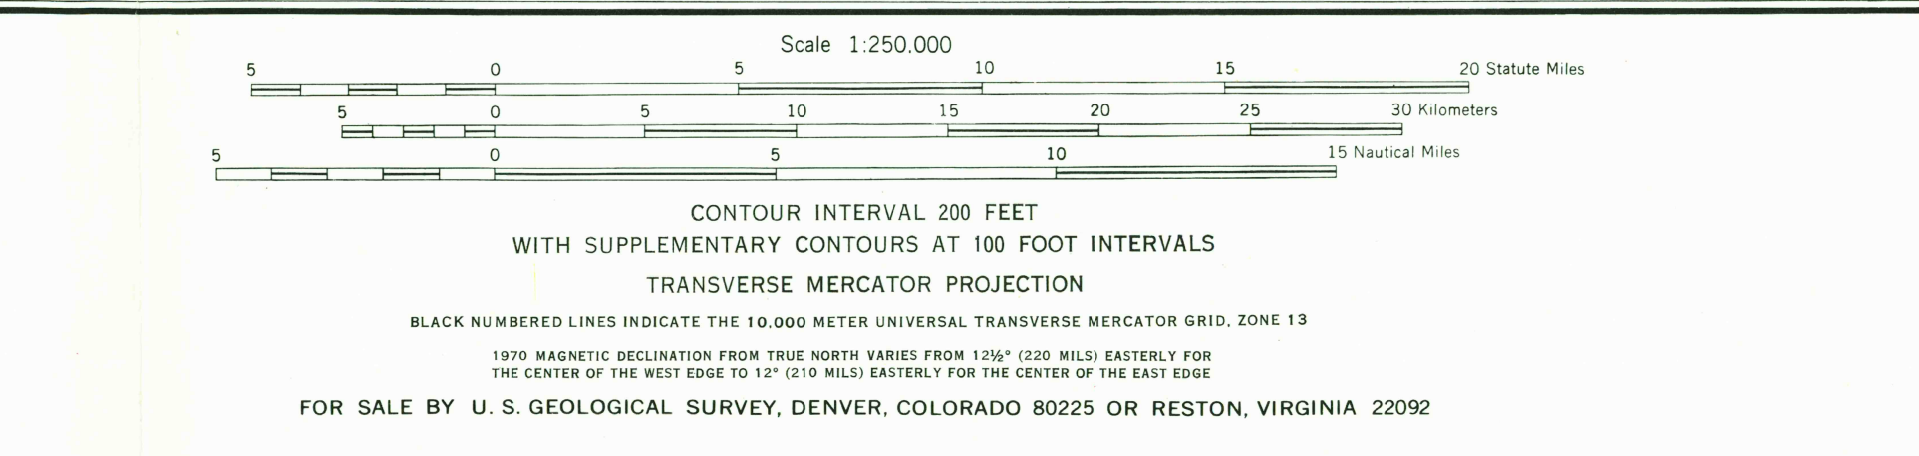 Scale 1:250,000
5 0 5 10 15 20 Statute Miles
5 0 5 10 15 20 25 30 Kilometers
5 0 5 10 15 Nautical Miles
CONTOUR INTERVAL 200 FEET
WITH SUPPLEMENTARY CONTOURS AT 100 FOOT INTERVALS
TRANSVERSE MERCATOR PROJECTION
BLACK NUMBERED LINES INDICATE THE 10,000 METER UNIVERSAL TRANSVERSE MERCATOR GRID, ZONE 13
1970 MAGNETIC DECLINATION FROM TRUE NORTH VARIES FROM 12½° (220 MILS) EASTERLY FOR
THE CENTER OF THE WEST EDGE TO 12° (210 MILS) EASTERLY FOR THE CENTER OF THE EAST EDGE
FOR SALE BY U. S. GEOLOGICAL SURVEY, DENVER, COLORADO 80225 OR RESTON, VIRGINIA 22092